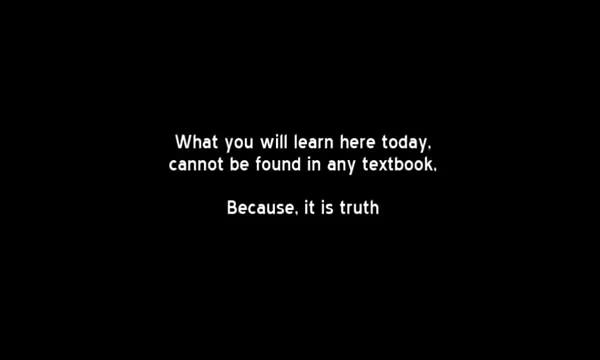 What you will learn here today,
cannot be found in any textbook,
Because, it is truth